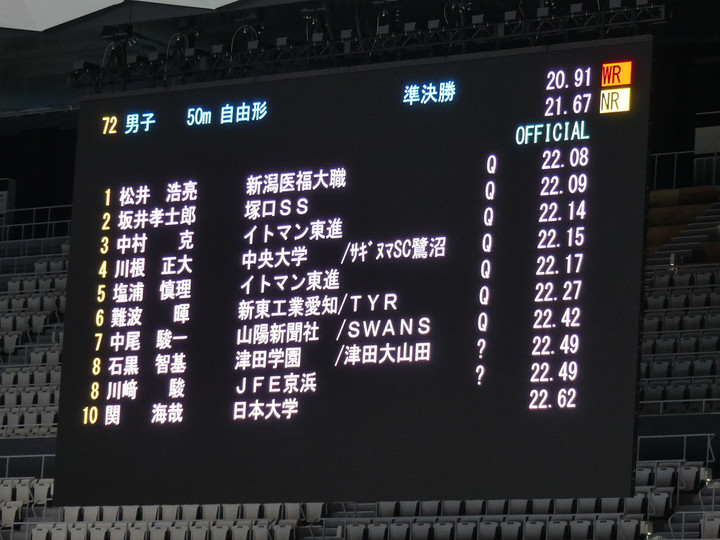 20.91 WR
72 男子 50m 自由形 準決勝 21.67 NR
OFFICIAL
1 松井 浩亮 新潟医福大職 Q 22.08
2 坂井孝士郎 塚口SS Q 22.09
3 中村 克 イトマン東進 Q 22.14
4 川根 正大 中央大学 /ｻｷﾞﾇﾏSC鷺沼 Q 22.15
5 塩浦 慎理 イトマン東進 Q 22.17
6 難波 暉 新東工業愛知/TYR Q 22.27
7 中尾 駿一 山陽新聞社 /SWANS Q 22.42
8 石黒 智基 津田学園 /津田大山田 ? 22.49
8 川﨑 駿 JFE京浜 ? 22.49
10 関 海哉 日本大学 22.62